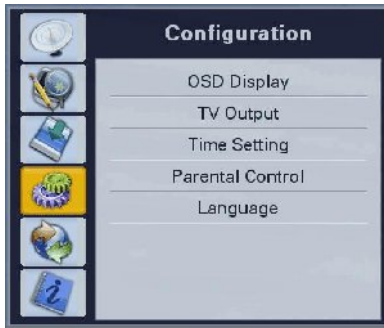 Configuration
OSD Display
TV Output
Time Setting
Parental Control
Language